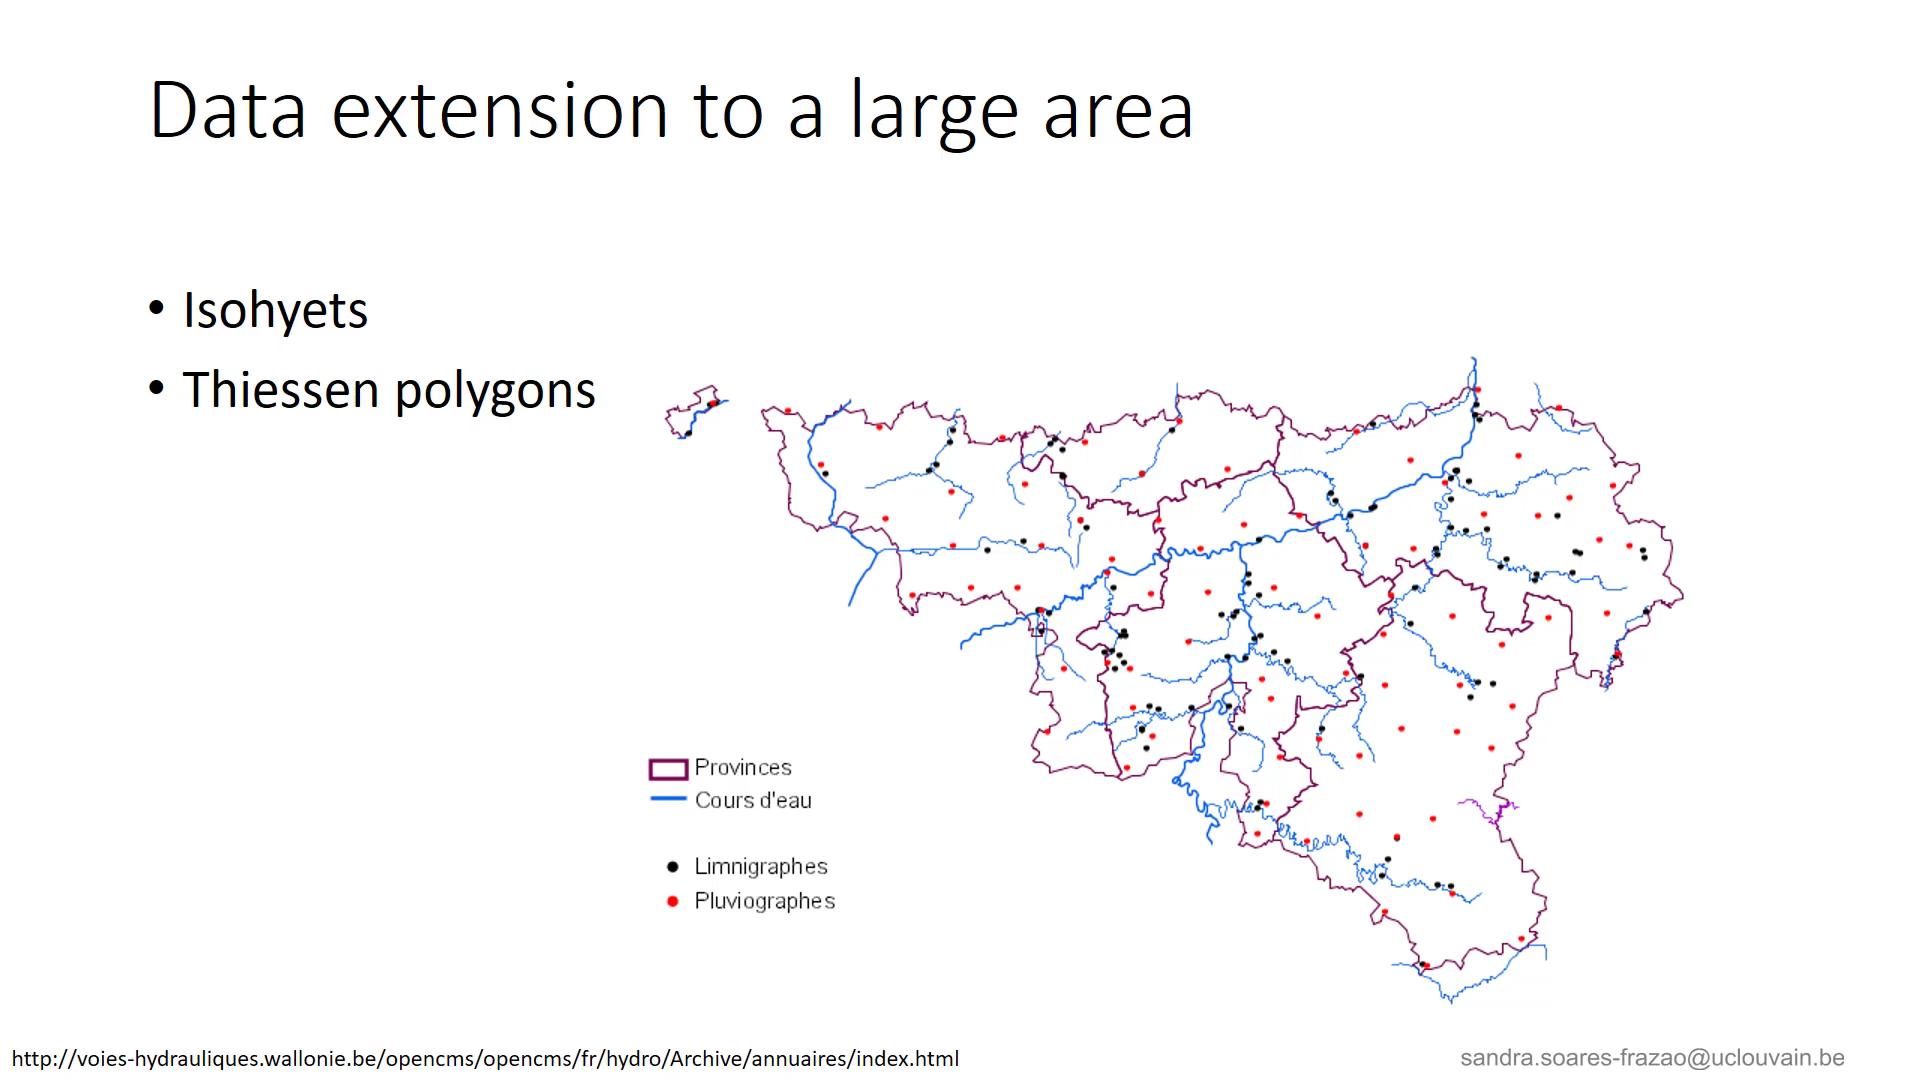 Data extension to a large area
• Isohyets
• Thiessen polygons
Provinces
Cours d'eau
Limnigraphes
Pluviographes
http://voies-hydrauliques.wallonie.be/opencms/opencms/fr/hydro/Archive/annuaires/index.html
sandra.soares-frazao@uclouvain.be